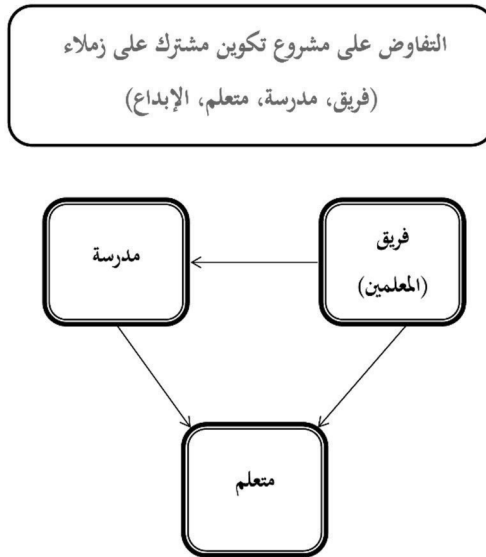 التفاوض على مشروع تكوين مشترك على زملاء
(فريق، مدرسة، متعلم، الإبداع)
فريق
(المعلمين)
مدرسة
متعلم